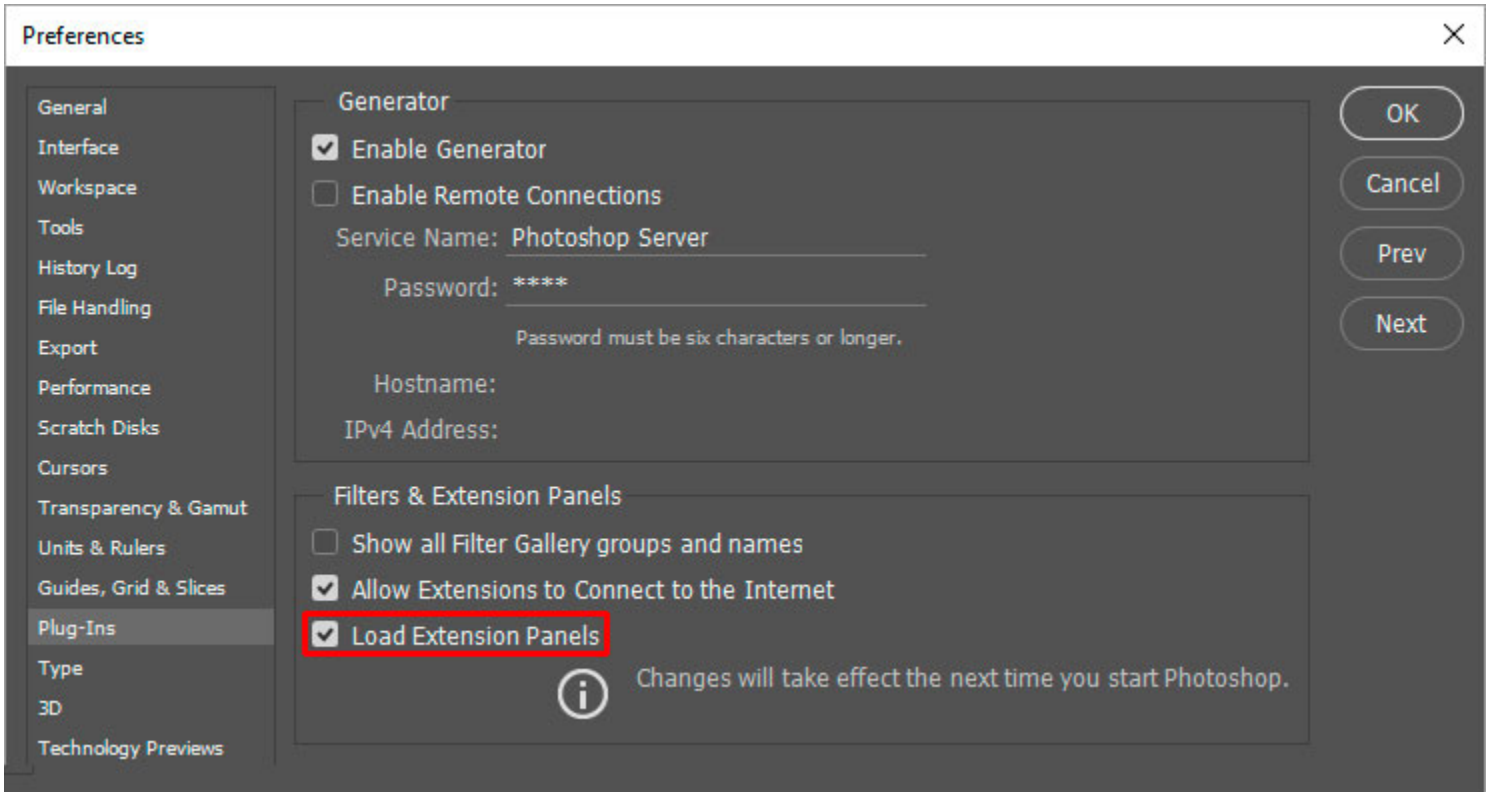 Preferences
General
Interface
Workspace
Tools
History Log
File Handling
Export
Performance
Scratch Disks
Cursors
Transparency & Gamut
Units & Rulers
Guides, Grid & Slices
Plug-Ins
Type
3D
Technology Previews
Generator
Enable Generator
Enable Remote Connections
Service Name: Photoshop Server
Password: ****
Password must be six characters or longer.
Hostname:
IPv4 Address:
Filters & Extension Panels
Show all Filter Gallery groups and names
Allow Extensions to Connect to the Internet
Load Extension Panels
Changes will take effect the next time you start Photoshop.
OK
Cancel
Prev
Next